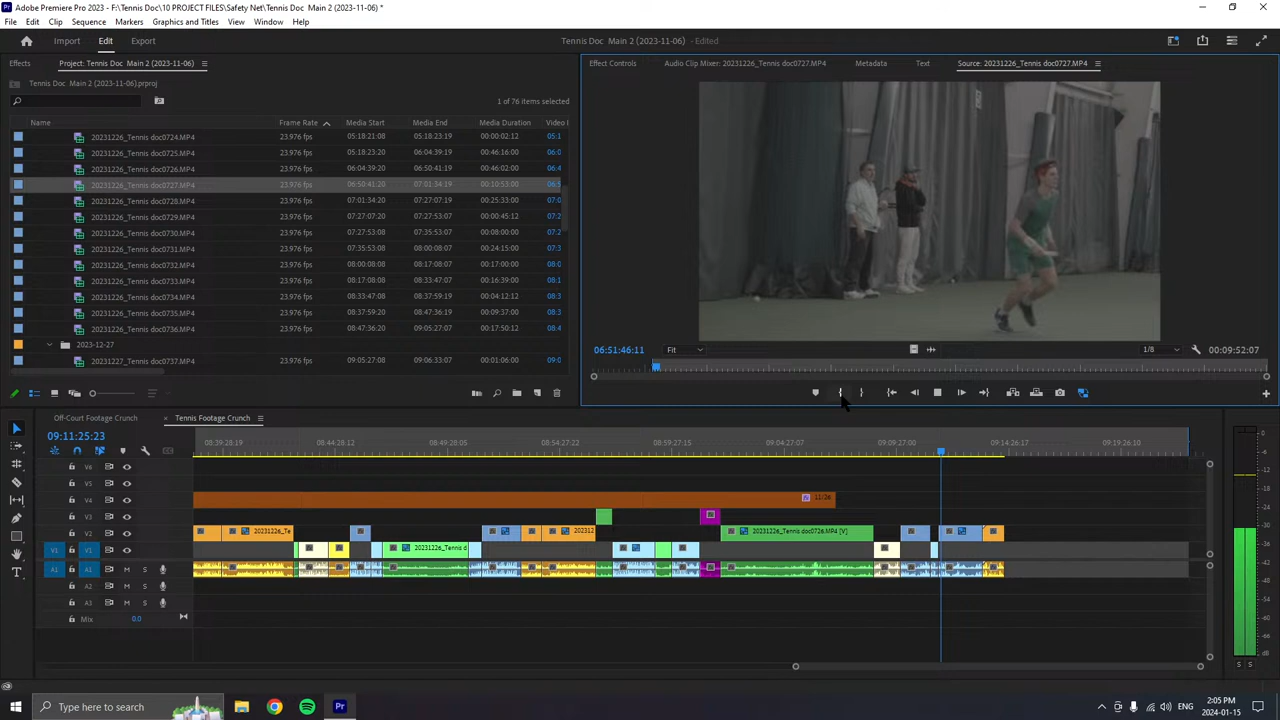 Adobe Premiere Pro 2023 - F:\Tennis Doc\10 PROJECT FILES\Safety Net\Tennis Doc  Main 2 (2023-11-06) *
File Edit Clip Sequence Markers Graphics and Titles View Window Help
Import Edit Export Tennis Doc  Main 2 (2023-11-06) - Edited
Effects Project: Tennis Doc  Main 2 (2023-11-06) Effect Controls Audio Clip Mixer: 20231226_Tennis doc0727.MP4 Metadata Text Source: 20231226_Tennis doc0727.MP4
Tennis Doc  Main 2 (2023-11-06).prproj
1 of 76 items selected
Name Frame Rate Media Start Media End Media Duration Video I
20231226_Tennis doc0724.MP4 23.976 fps 05:18:21:08 05:18:23:19 00:00:02:12 05:1
20231226_Tennis doc0725.MP4 23.976 fps 05:18:23:20 06:04:39:19 00:46:16:00 06:0
20231226_Tennis doc0726.MP4 23.976 fps 06:04:39:20 06:50:41:19 00:46:02:00 06:4
20231226_Tennis doc0727.MP4 23.976 fps 06:50:41:20 07:01:34:19 00:10:53:00 06:5
20231226_Tennis doc0728.MP4 23.976 fps 07:01:34:20 07:27:07:19 00:25:33:00 07:0
20231226_Tennis doc0729.MP4 23.976 fps 07:27:07:20 07:27:53:07 00:00:45:12 07:2
20231226_Tennis doc0730.MP4 23.976 fps 07:27:53:08 07:35:53:07 00:08:00:00 07:2
20231226_Tennis doc0731.MP4 23.976 fps 07:35:53:08 08:00:08:07 00:24:15:00 07:3
20231226_Tennis doc0732.MP4 23.976 fps 08:00:08:08 08:17:08:07 00:17:00:00 08:0
20231226_Tennis doc0733.MP4 23.976 fps 08:17:08:08 08:33:47:07 00:16:39:00 08:1
20231226_Tennis doc0734.MP4 23.976 fps 08:33:47:08 08:37:59:19 00:04:12:12 08:3
20231226_Tennis doc0735.MP4 23.976 fps 08:37:59:20 08:47:36:19 00:09:37:00 08:3
20231226_Tennis doc0736.MP4 23.976 fps 08:47:36:20 09:05:27:07 00:17:50:12 08:4
2023-12-27
20231227_Tennis doc0737.MP4 23.976 fps 09:05:27:08 09:06:33:07 00:01:06:00 09:0
06:51:46:11 Fit 1/8 00:09:52:07
Off-Court Footage Crunch Tennis Footage Crunch
09:11:25:23
08:39:28:19 08:44:28:12 08:49:28:05 08:54:27:22 08:59:27:15 09:04:27:07 09:09:27:00 09:14:26:17 09:19:26:10
V6
V5
V4 11/26
V3
V2 20231226_Te 202312 20231226_Tennis doc0726.MP4 [V]
V1 V1 20231226_Tennis d
A1 A1 M S
A2 M S
A3 M S
Mix 0.0
0
-6
-12
-18
-24
-30
-36
-42
-48
-54
dB
S S
Type here to search Pr ENG 2:05 PM
2024-01-15